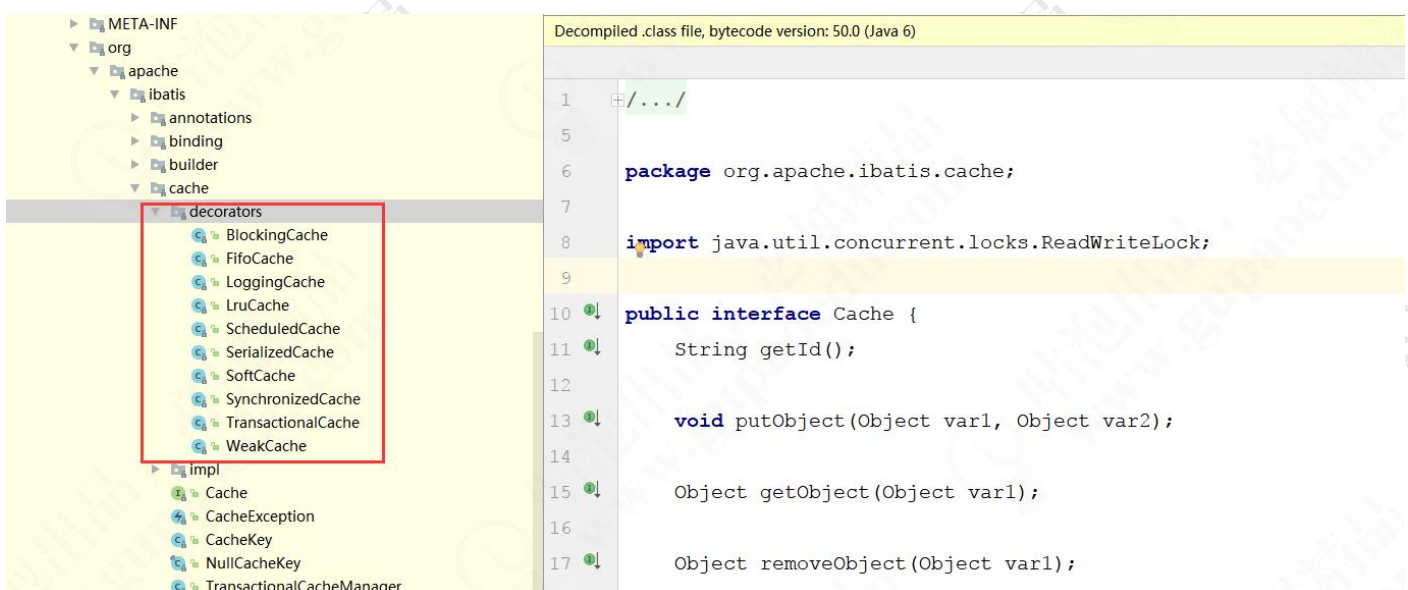 META-INF
org
apache
ibatis
annotations
binding
builder
cache
decorators
BlockingCache
FifoCache
LoggingCache
LruCache
ScheduledCache
SerializedCache
SoftCache
SynchronizedCache
TransactionalCache
WeakCache
impl
Cache
CacheException
CacheKey
NullCacheKey
TransactionalCacheManager
Decompiled .class file, bytecode version: 50.0 (Java 6)
1 /.../
5
6 package org.apache.ibatis.cache;
7
8 import java.util.concurrent.locks.ReadWriteLock;
9
10 public interface Cache {
11 String getId();
12
13 void putObject(Object var1, Object var2);
14
15 Object getObject(Object var1);
16
17 Object removeObject(Object var1);